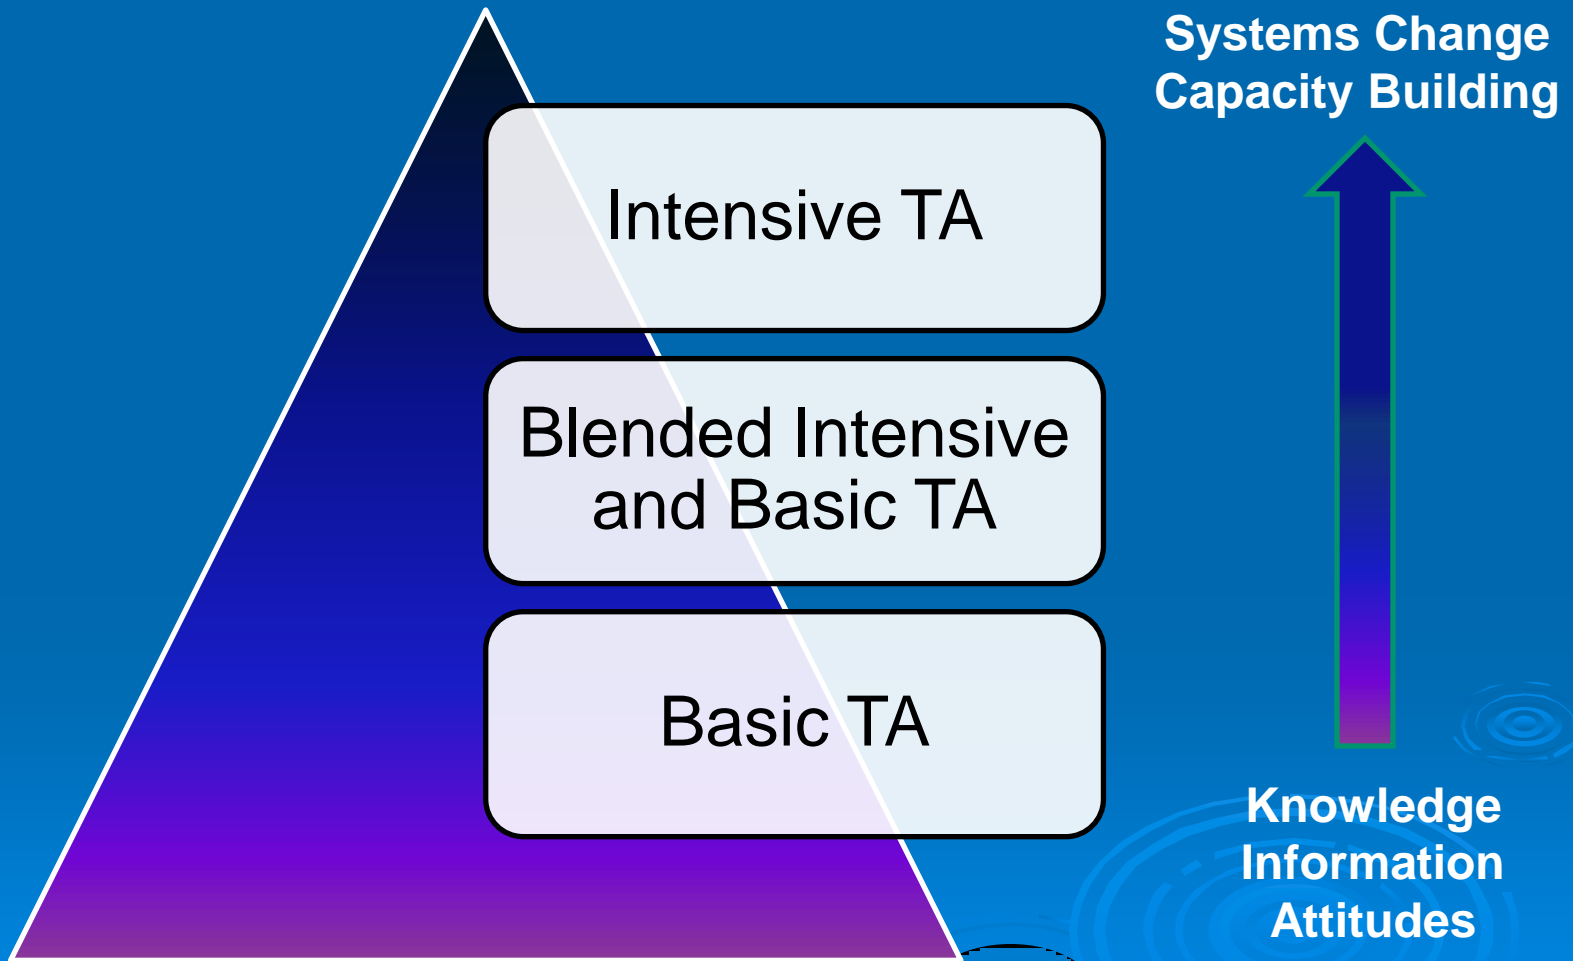 Systems Change
Capacity Building
Intensive TA
Blended Intensive
and Basic TA
Basic TA
Knowledge
Information
Attitudes